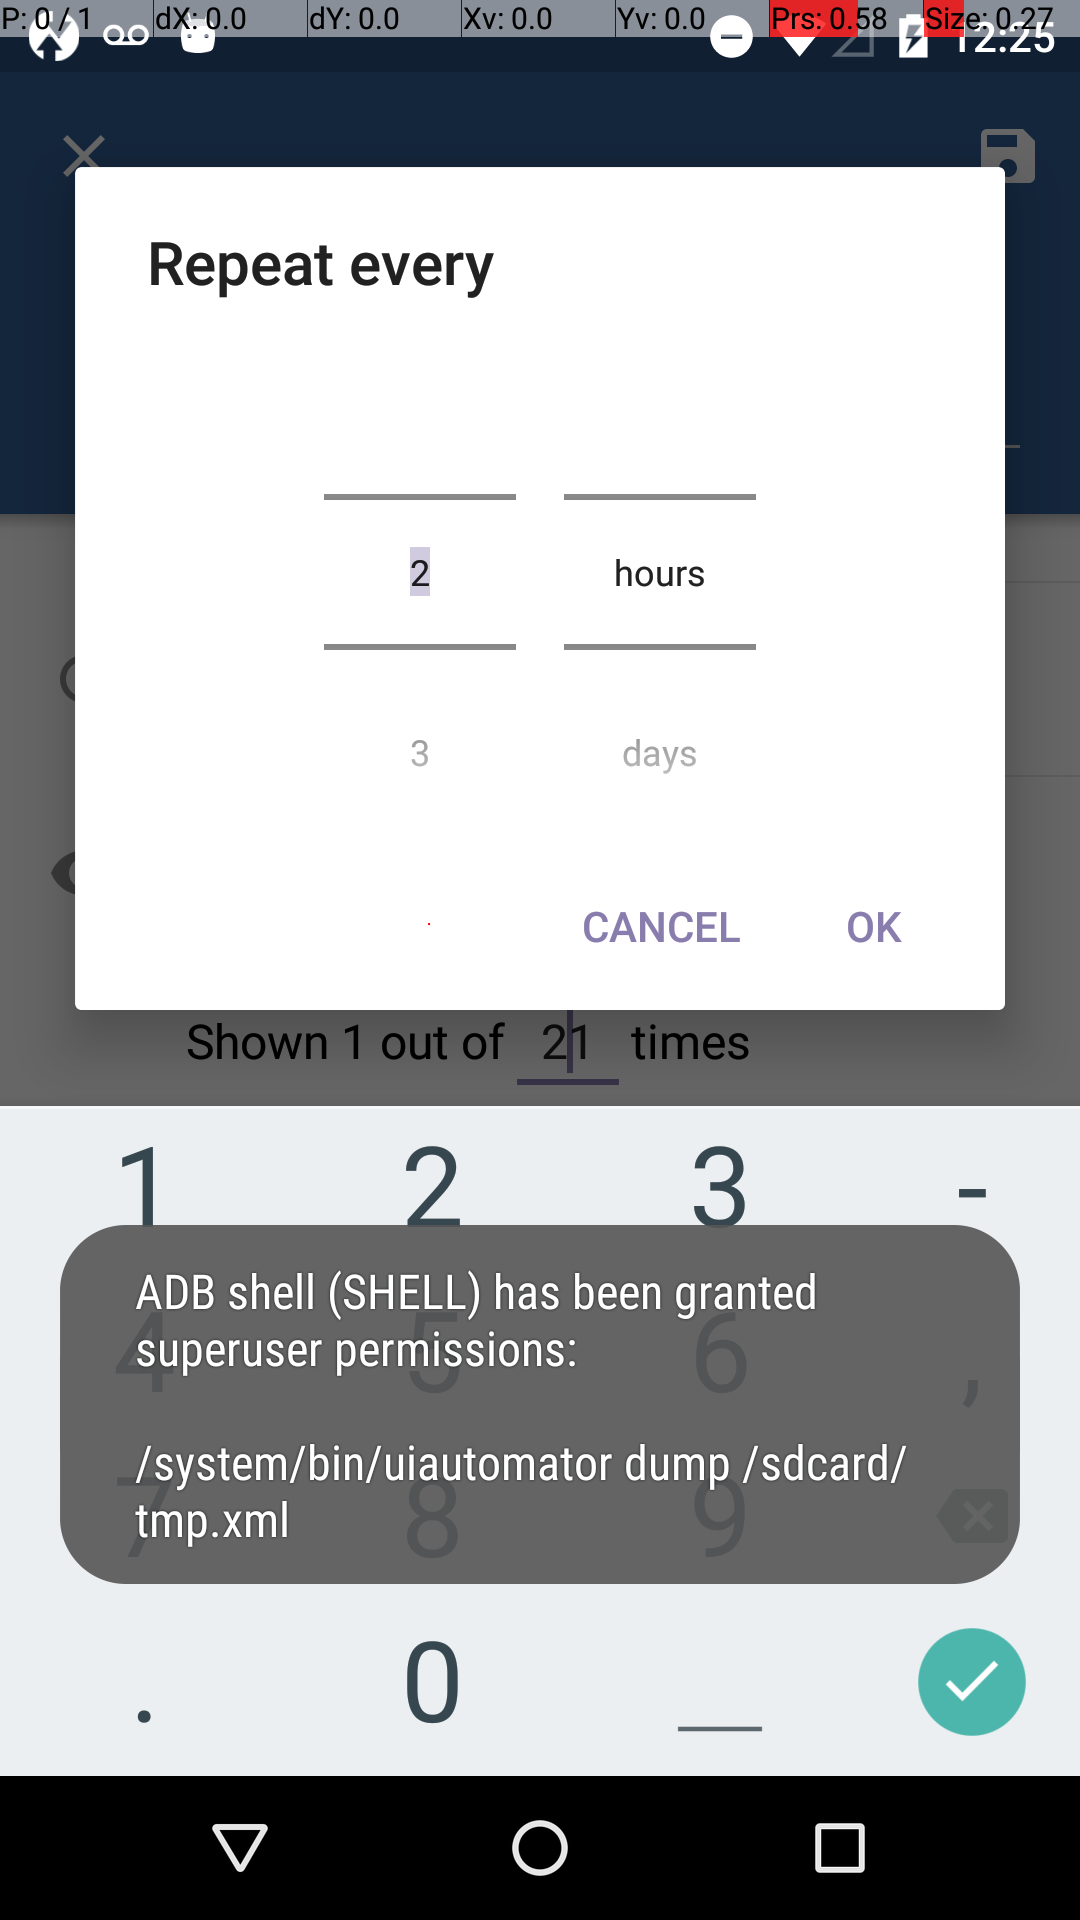 P: 0 / 1 dX: 0.0 dY: 0.0 Xv: 0.0 Yv: 0.0 Prs: 0.58 Size: 0.27
12:25
Repeat every
2 hours
3 days
CANCEL OK
Shown 1 out of 21 times
1 2 3 -
ADB shell (SHELL) has been granted
superuser permissions:
4 5 6 ,
/system/bin/uiautomator dump /sdcard/
tmp.xml
7 8 9
. 0